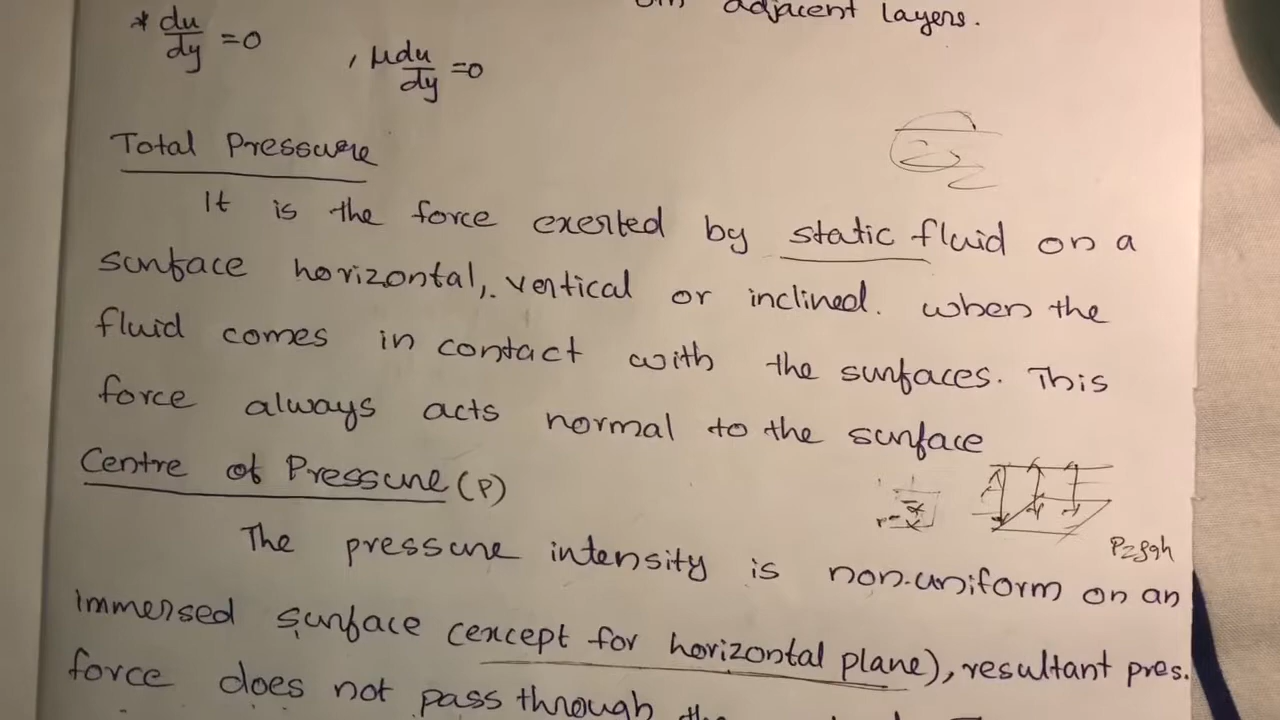 adjacent layers.
* du/dy = 0 , μdu/dy = 0
Total Pressure
It is the force exerted by static fluid on a
surface horizontal, vertical or inclined. when the
fluid comes in contact with the surfaces. This
force always acts normal to the surface
Centre of Pressure (P)
P=ρgh
The pressure intensity is non-uniform on an
immersed surface (except for horizontal plane), resultant pres.
force does not pass through the